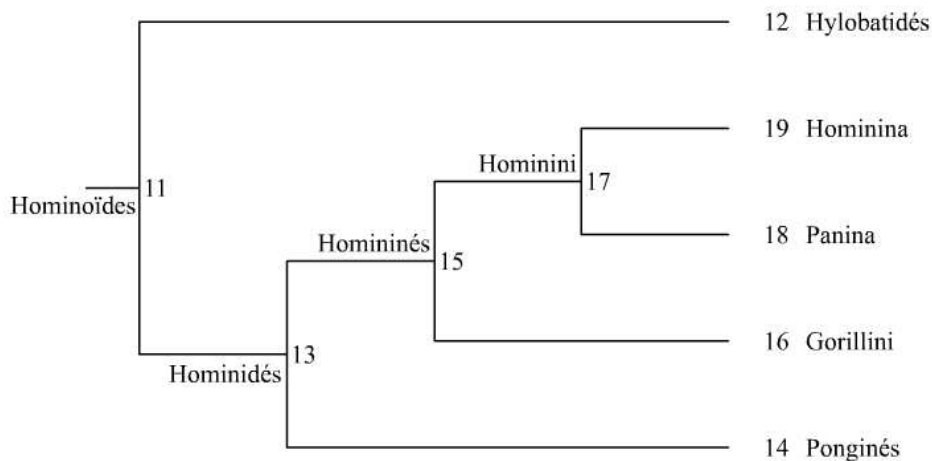 12 Hylobatidés
19 Hominina
Hominini
17
11
Hominoïdes
18 Panina
Homininés
15
16 Gorillini
13
Hominidés
14 Ponginés